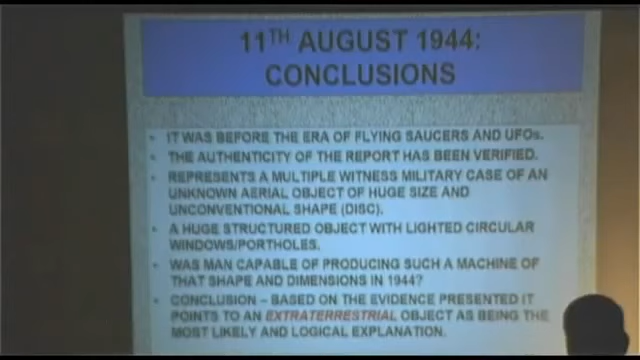 11TH AUGUST 1944:
CONCLUSIONS
• IT WAS BEFORE THE ERA OF FLYING SAUCERS AND UFOs.
• THE AUTHENTICITY OF THE REPORT HAS BEEN VERIFIED.
• REPRESENTS A MULTIPLE WITNESS MILITARY CASE OF AN
UNKNOWN AERIAL OBJECT OF HUGE SIZE AND
UNCONVENTIONAL SHAPE (DISC).
• A HUGE STRUCTURED OBJECT WITH LIGHTED CIRCULAR
WINDOWS/PORTHOLES.
• WAS MAN CAPABLE OF PRODUCING SUCH A MACHINE OF
THAT SHAPE AND DIMENSIONS IN 1944?
• CONCLUSION – BASED ON THE EVIDENCE PRESENTED IT
POINTS TO AN EXTRATERRESTRIAL OBJECT AS BEING THE
MOST LIKELY AND LOGICAL EXPLANATION.